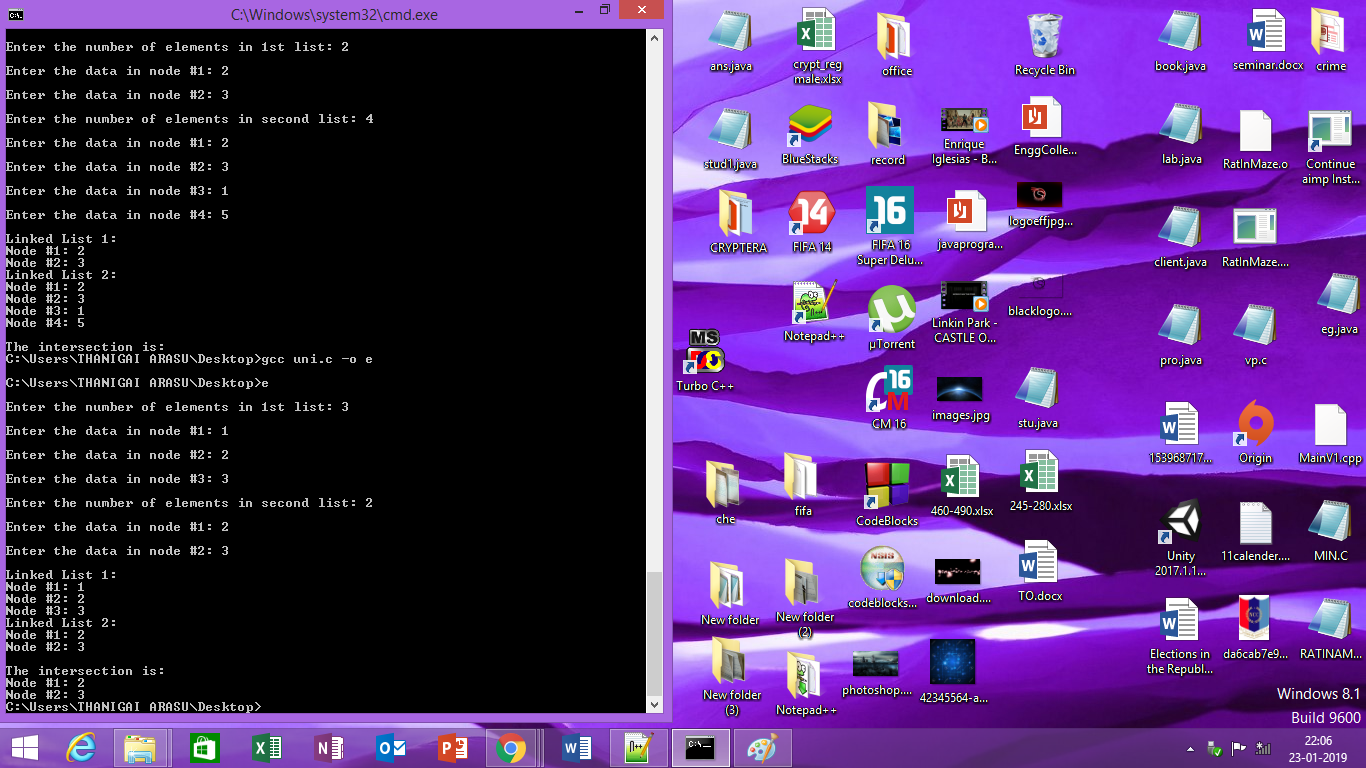 C:\Windows\system32\cmd.exe
Enter the number of elements in 1st list: 2
Enter the data in node #1: 2
Enter the data in node #2: 3
Enter the number of elements in second list: 4
Enter the data in node #1: 2
Enter the data in node #2: 3
Enter the data in node #3: 1
Enter the data in node #4: 5
Linked List 1:
Node #1: 2
Node #2: 3
Linked List 2:
Node #1: 2
Node #2: 3
Node #3: 1
Node #4: 5
The intersection is:
C:\Users\THANIGAI ARASU\Desktop>gcc uni.c -o e
C:\Users\THANIGAI ARASU\Desktop>e
Enter the number of elements in 1st list: 3
Enter the data in node #1: 1
Enter the data in node #2: 2
Enter the data in node #3: 3
Enter the number of elements in second list: 2
Enter the data in node #1: 2
Enter the data in node #2: 3
Linked List 1:
Node #1: 1
Node #2: 2
Node #3: 3
Linked List 2:
Node #1: 2
Node #2: 3
The intersection is:
Node #1: 2
Node #2: 3
C:\Users\THANIGAI ARASU\Desktop>
ans.java
crypt_reg
male.xlsx
office
Recycle Bin
book.java
seminar.docx
crime
stud1.java
BlueStacks
record
Enrique
Iglesias - B...
EnggColle...
lab.java
RatInMaze.o
Continue
aimp Inst...
CRYPTERA
14
FIFA 14
16
FIFA 16
Super Delu...
javaprogra...
logoeffjpg...
client.java
RatInMaze....
Notepad++
µTorrent
Linkin Park -
CASTLE O...
blacklogo....
eg.java
MS
DOS
Turbo C++
CM 16
images.jpg
stu.java
pro.java
vp.c
153968717...
Origin
MainV1.cpp
che
fifa
CodeBlocks
460-490.xlsx
245-280.xlsx
Unity
2017.1.1...
11calender....
MIN.C
New folder
New folder
(2)
NSIS
codeblocks...
download....
TO.docx
Elections in
the Republ...
da6cab7e9...
RATINAM...
New folder
(3)
Notepad++
photoshop....
42345564-a...
Windows 8.1
Build 9600
22:06
23-01-2019